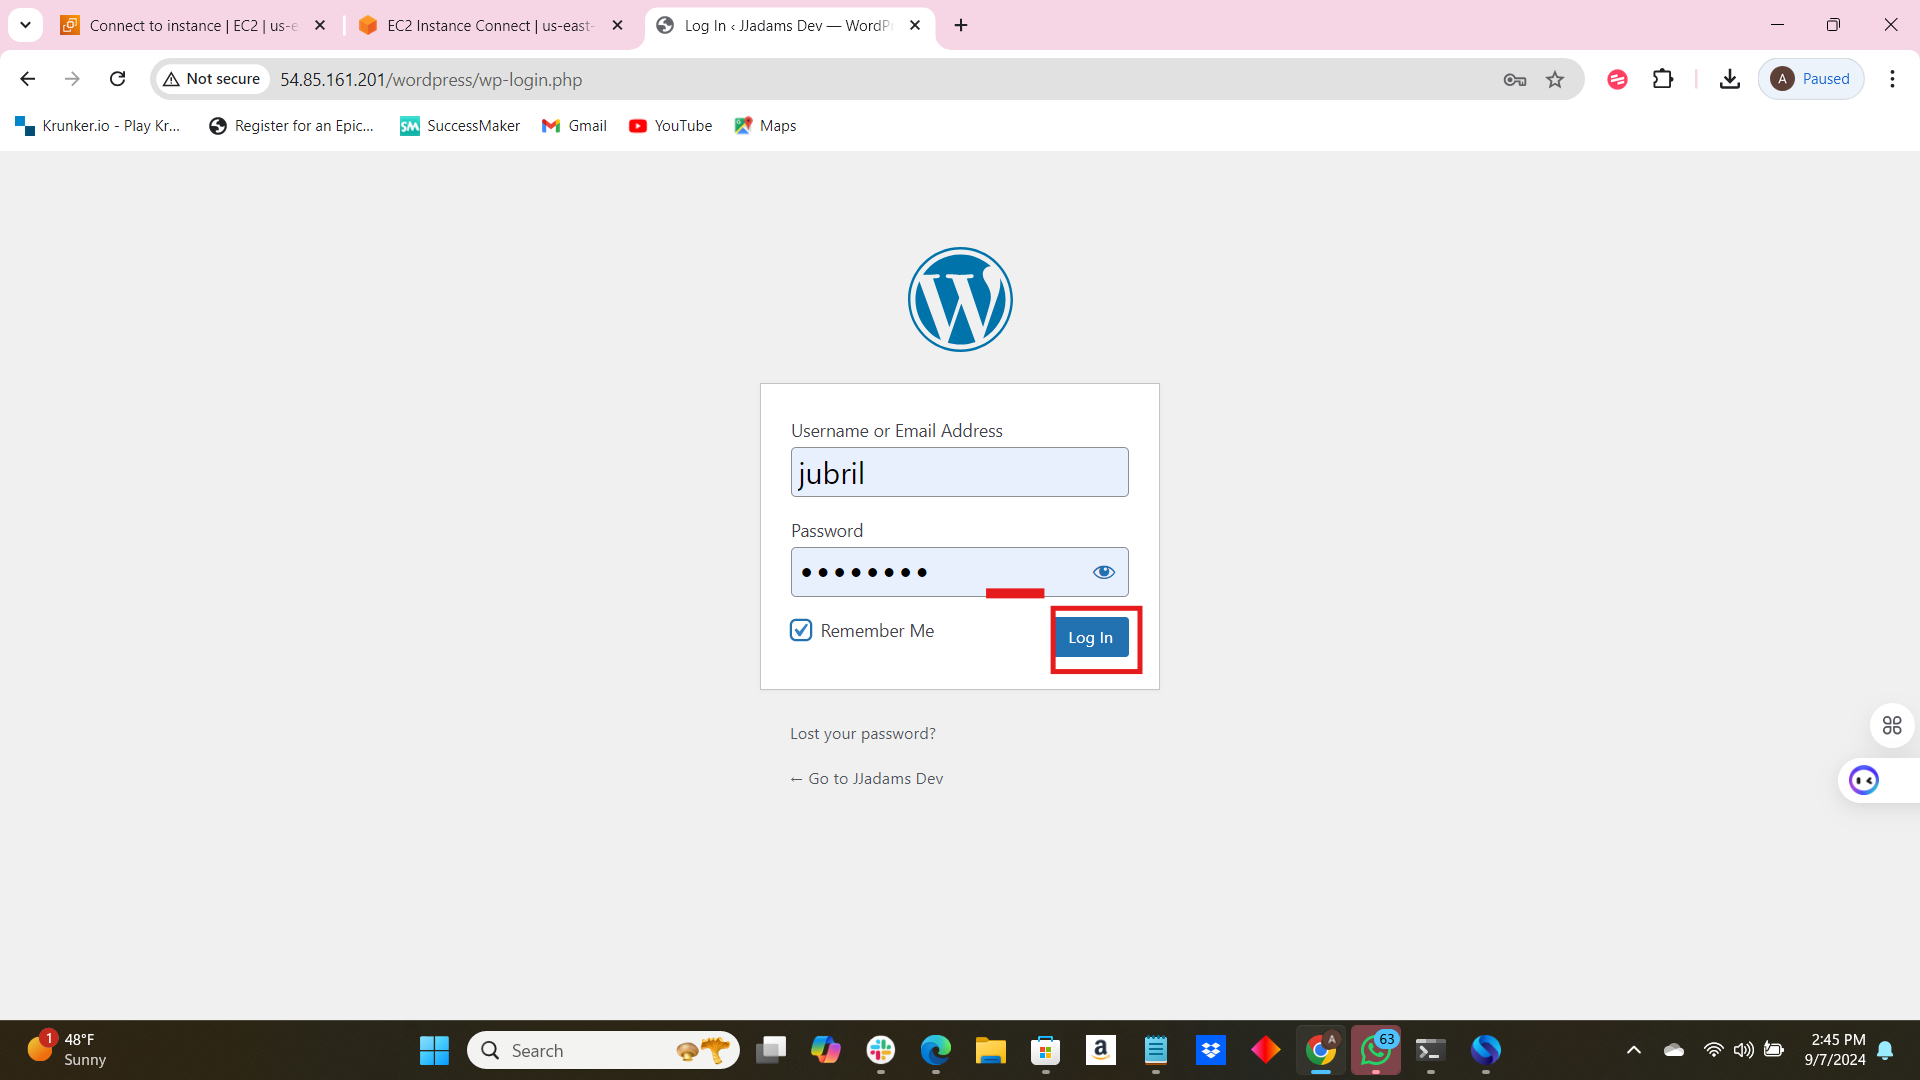 Connect to instance | EC2 | us-e
EC2 Instance Connect | us-east-
Log In ‹ JJadams Dev — WordPr
Not secure
54.85.161.201/wordpress/wp-login.php
A
Paused
Krunker.io - Play Kr...
Register for an Epic...
SM
SuccessMaker
Gmail
YouTube
Maps
W
Username or Email Address
jubril
Password
Remember Me
Log In
Lost your password?
← Go to JJadams Dev
1
48°F
Sunny
Search
a
A
63
2:45 PM
9/7/2024